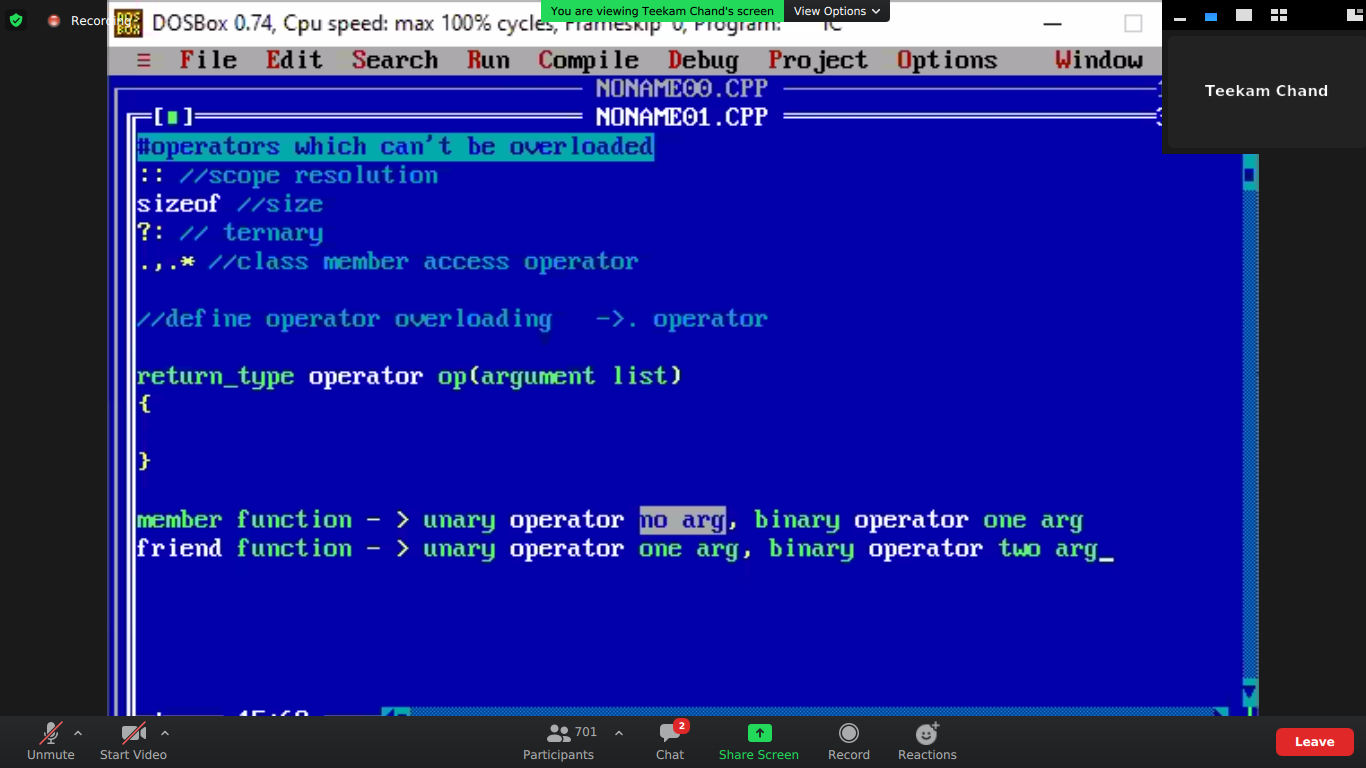 You are viewing Teekam Chand's screen View Options
Recording
DOSBox 0.74, Cpu speed: max 100% cycles, Frameskip 0, Program: TC
≡ File Edit Search Run Compile Debug Project Options Window
NONAME00.CPP
NONAME01.CPP
Teekam Chand
#operators which can't be overloaded
:: //scope resolution
sizeof //size
?: // ternary
.,.* //class member access operator
//define operator overloading ->. operator
return_type operator op(argument list)
{
}
member function - > unary operator no arg, binary operator one arg
friend function - > unary operator one arg, binary operator two arg_
Unmute Start Video Participants 701 Chat 2 Share Screen Record Reactions Leave